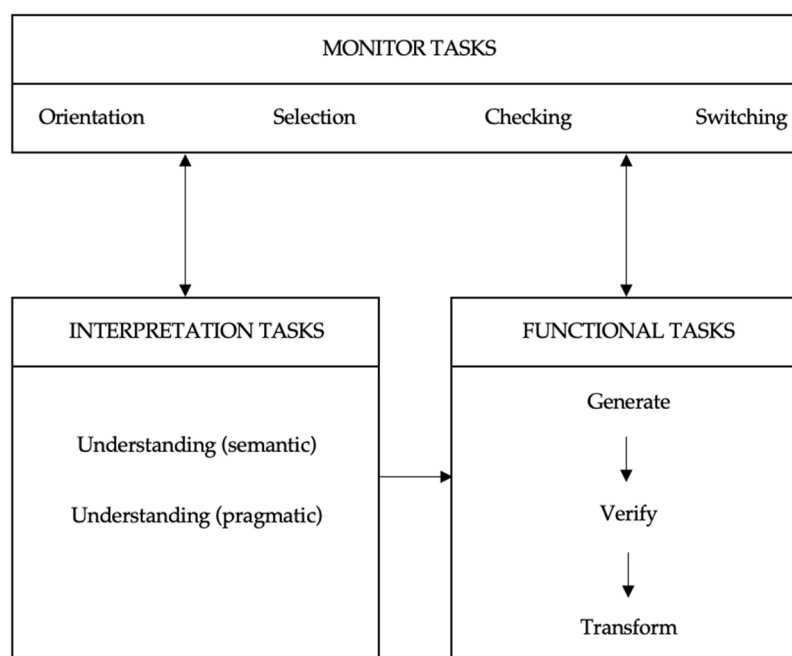 MONITOR TASKS
Orientation Selection Checking Switching
INTERPRETATION TASKS
Understanding (semantic)
Understanding (pragmatic)
FUNCTIONAL TASKS
Generate
Verify
Transform